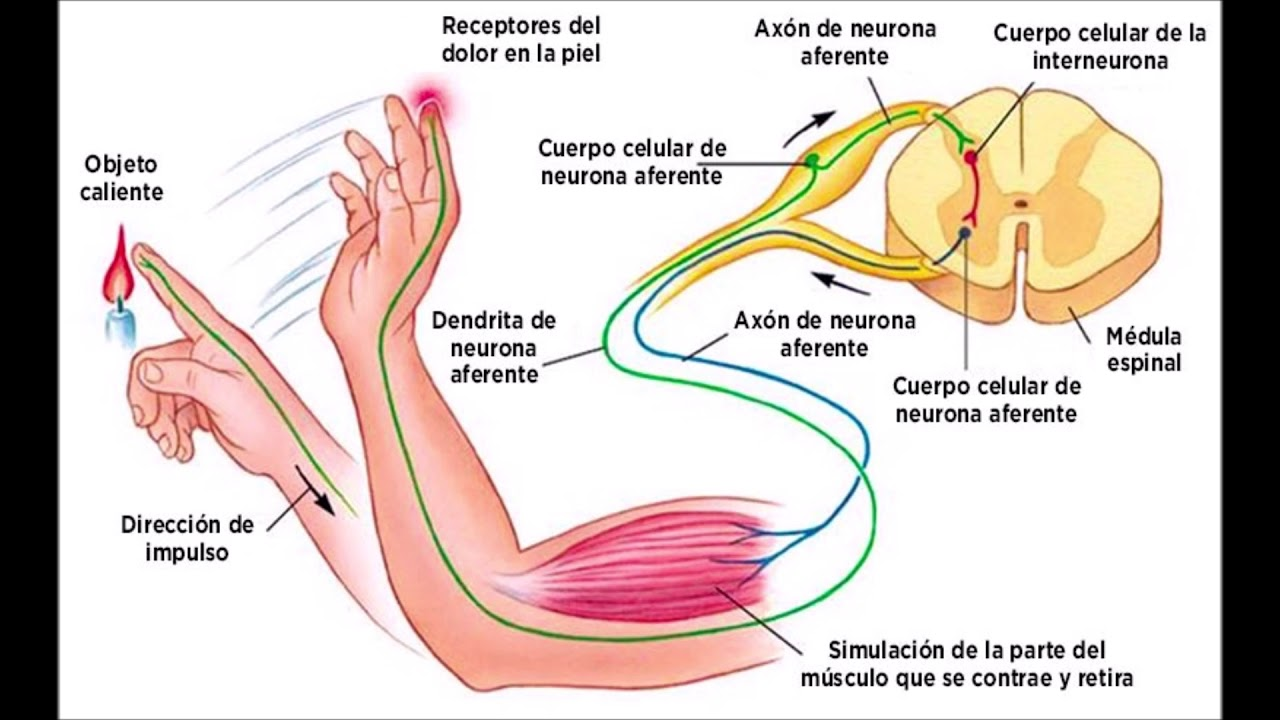 Receptores del
dolor en la piel
Axón de neurona
aferente
Cuerpo celular de la
interneurona
Objeto
caliente
Cuerpo celular de
neurona aferente
Dendrita de
neurona
aferente
Axón de neurona
aferente
Médula
espinal
Cuerpo celular de
neurona aferente
Dirección de
impulso
Simulación de la parte del
músculo que se contrae y retira